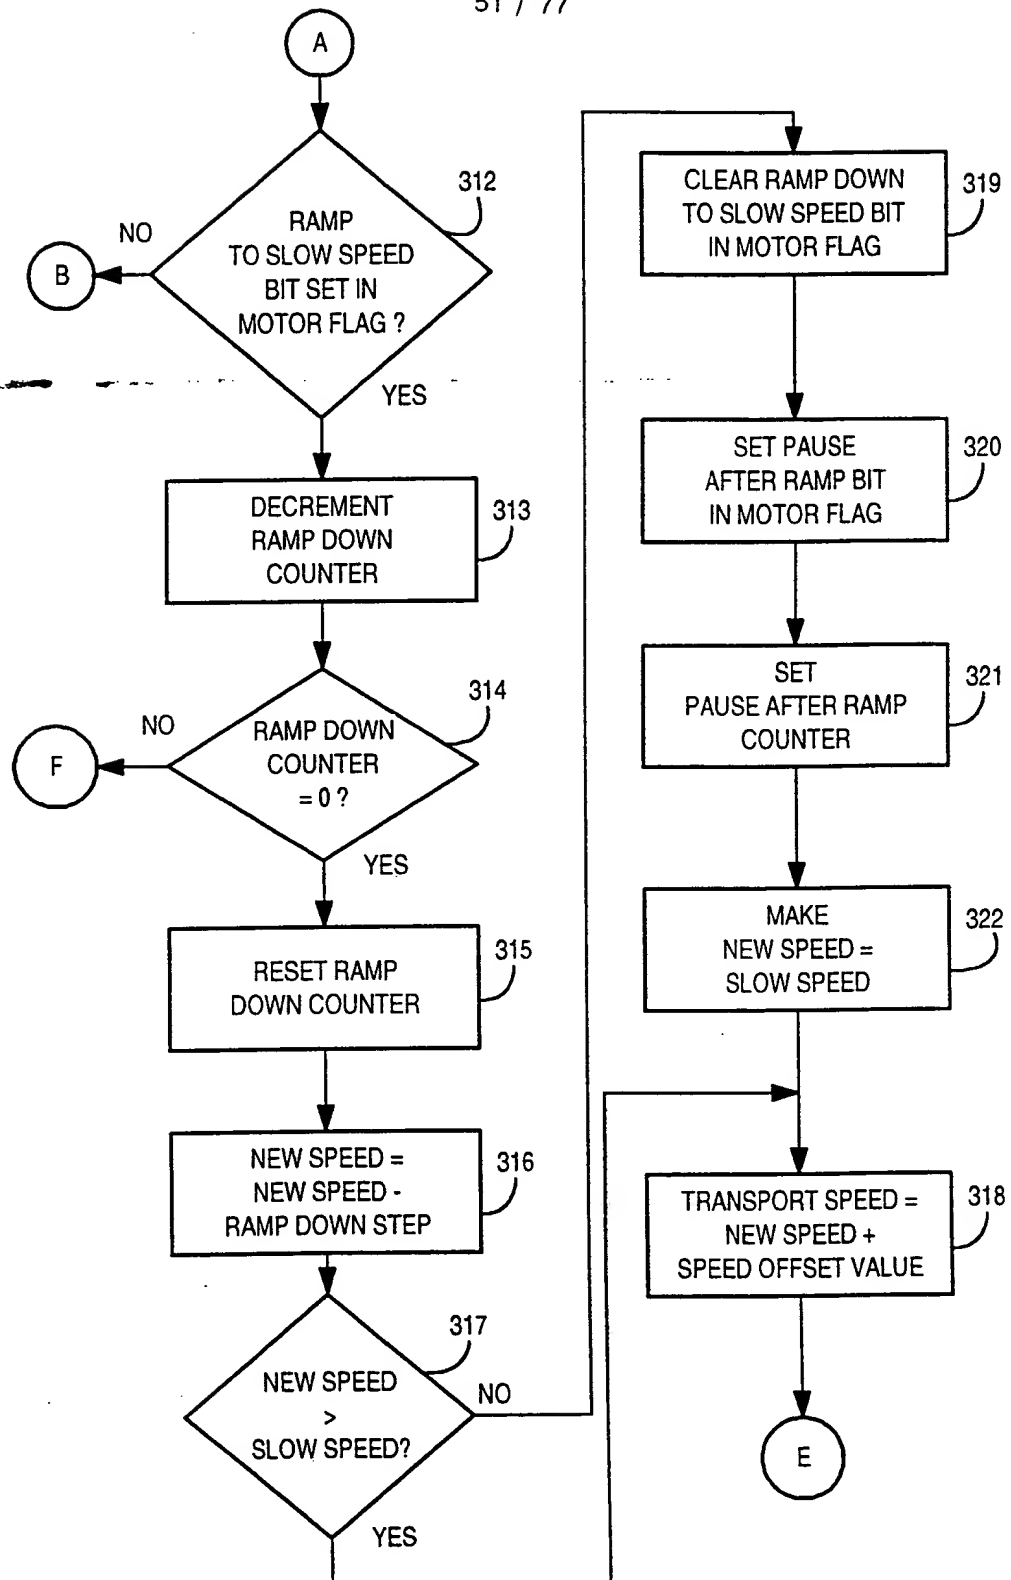 51 / 77
A
312
RAMP
TO SLOW SPEED
BIT SET IN
MOTOR FLAG ?
NO
B
YES
DECREMENT
RAMP DOWN
COUNTER
313
314
RAMP DOWN
COUNTER
= 0 ?
NO
F
YES
RESET RAMP
DOWN COUNTER
315
NEW SPEED =
NEW SPEED -
RAMP DOWN STEP
316
317
NEW SPEED
>
SLOW SPEED?
NO
YES
CLEAR RAMP DOWN
TO SLOW SPEED BIT
IN MOTOR FLAG
319
SET PAUSE
AFTER RAMP BIT
IN MOTOR FLAG
320
SET
PAUSE AFTER RAMP
COUNTER
321
MAKE
NEW SPEED =
SLOW SPEED
322
TRANSPORT SPEED =
NEW SPEED +
SPEED OFFSET VALUE
318
E